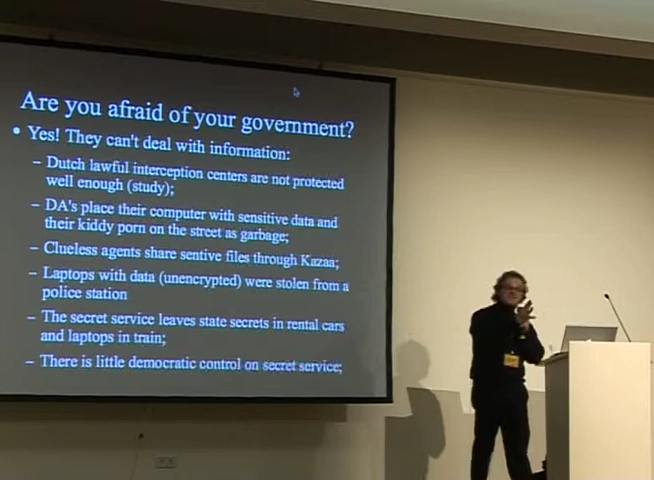 Are you afraid of your government?
• Yes! They can't deal with information:
– Dutch lawful interception centers are not protected
well enough (study);
– DA's place their computer with sensitive data and
their kiddy porn on the street as garbage;
– Clueless agents share sentive files through Kazaa;
– Laptops with data (unencrypted) were stolen from a
police station
– The secret service leaves state secrets in rental cars
and laptops in train;
– There is little democratic control on secret service;